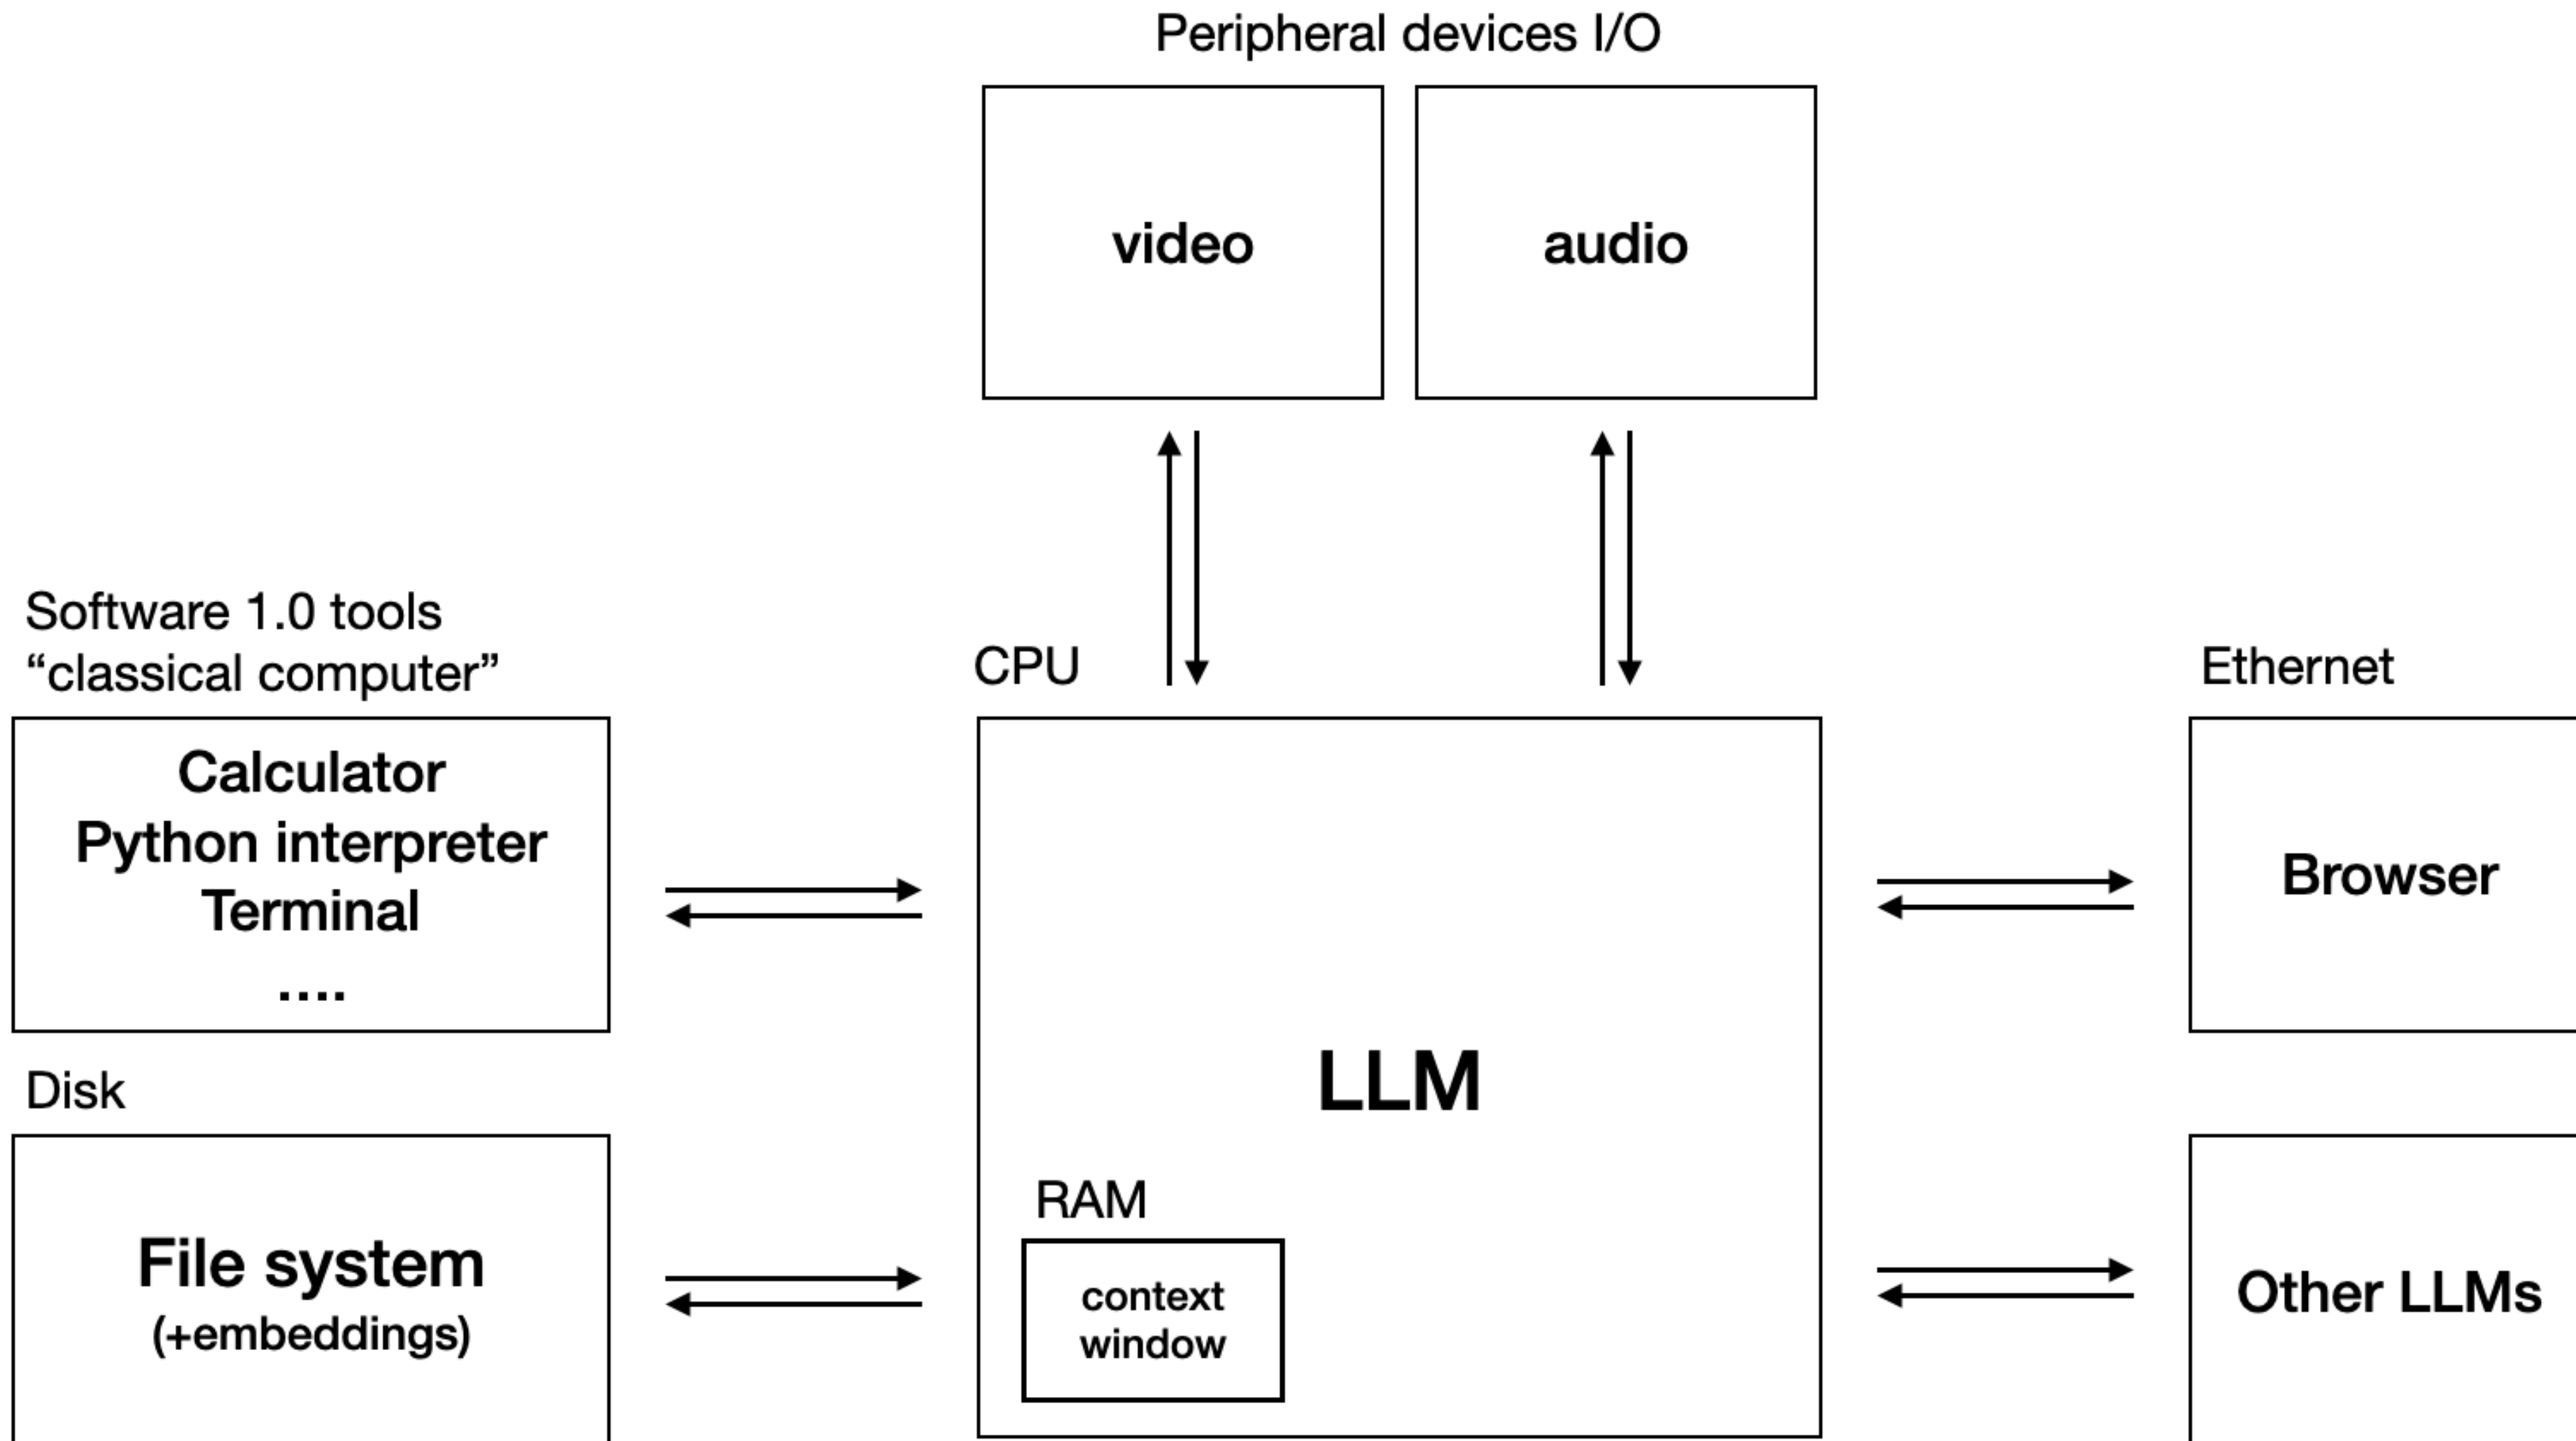 Peripheral devices I/O
video
audio
Software 1.0 tools
“classical computer”
Calculator
Python interpreter
Terminal
....
CPU
LLM
RAM
context
window
Ethernet
Browser
Disk
File system
(+embeddings)
Other LLMs